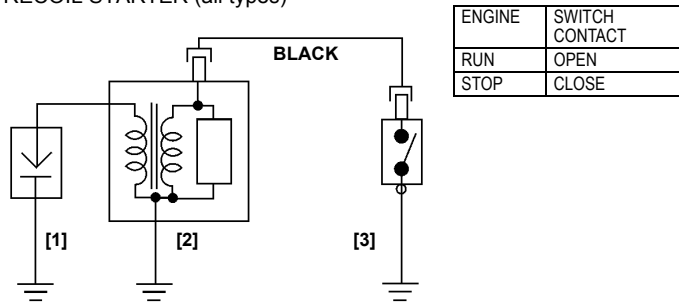 RECOIL STARTER (all types)
ENGINE SWITCH CONTACT
RUN OPEN
STOP CLOSE
BLACK
[1] [2] [3]